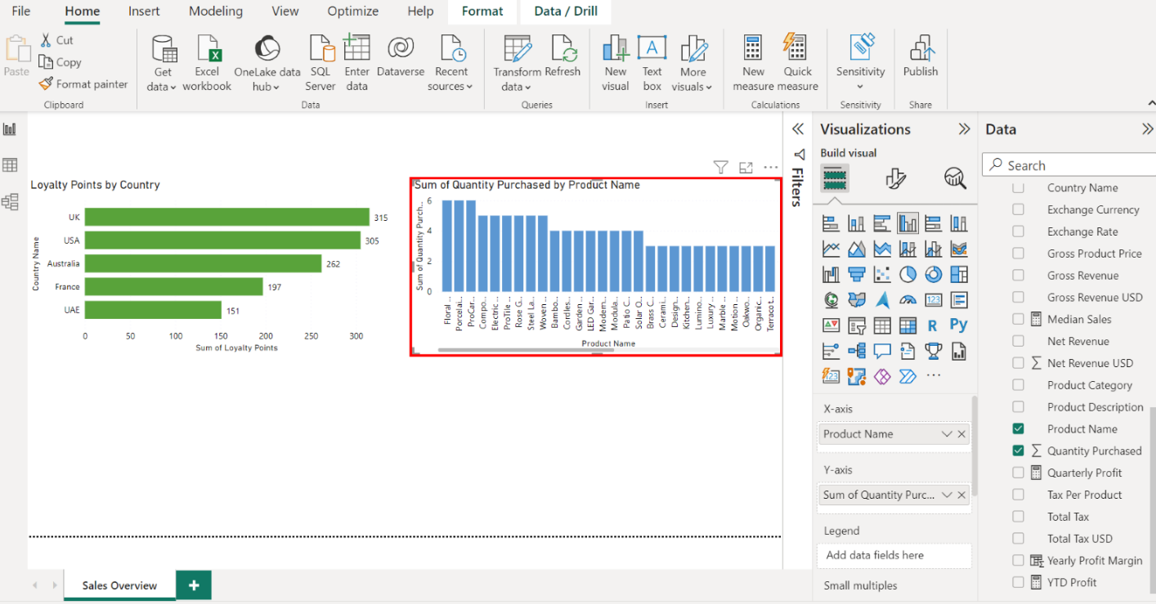 File Home Insert Modeling View Optimize Help Format Data / Drill
Paste
Cut
Copy
Format painter
Clipboard
Get data
Excel workbook
OneLake data hub
SQL Server
Enter data
Dataverse
Recent sources
Data
Transform data
Refresh
Queries
New visual
Text box
More visuals
Insert
New measure
Quick measure
Calculations
Sensitivity
Sensitivity
Publish
Share
Loyalty Points by Country
Country Name
UK 315
USA 305
Australia 262
France 197
UAE 151
0 50 100 150 200 250 300
Sum of Loyalty Points
Sum of Quantity Purchased by Product Name
Sum of Quantity Purch...
6
4
2
0
Floral ...
Porcelai...
ProCar...
Compo...
Electric ...
ProTile ...
Rose G...
Steel La...
Woven ...
Bambo...
Cordles...
Garden ...
LED Gar...
Modern...
Modula...
Patio C...
Solar O...
Brass C...
Cerami...
Design...
Kitchen...
Lumino...
Luxury ...
Marble ...
Motion ...
Oakwo...
Organic...
Terracot...
Product Name
Filters
Visualizations
Build visual
123
R
Py
123
X-axis
Product Name
Y-axis
Sum of Quantity Purc...
Legend
Add data fields here
Small multiples
Data
Search
Country Name
Exchange Currency
Exchange Rate
Gross Product Price
Gross Revenue
Gross Revenue USD
Median Sales
Net Revenue
Net Revenue USD
Product Category
Product Description
Product Name
Quantity Purchased
Quarterly Profit
Tax Per Product
Total Tax
Total Tax USD
Yearly Profit Margin
YTD Profit
Sales Overview